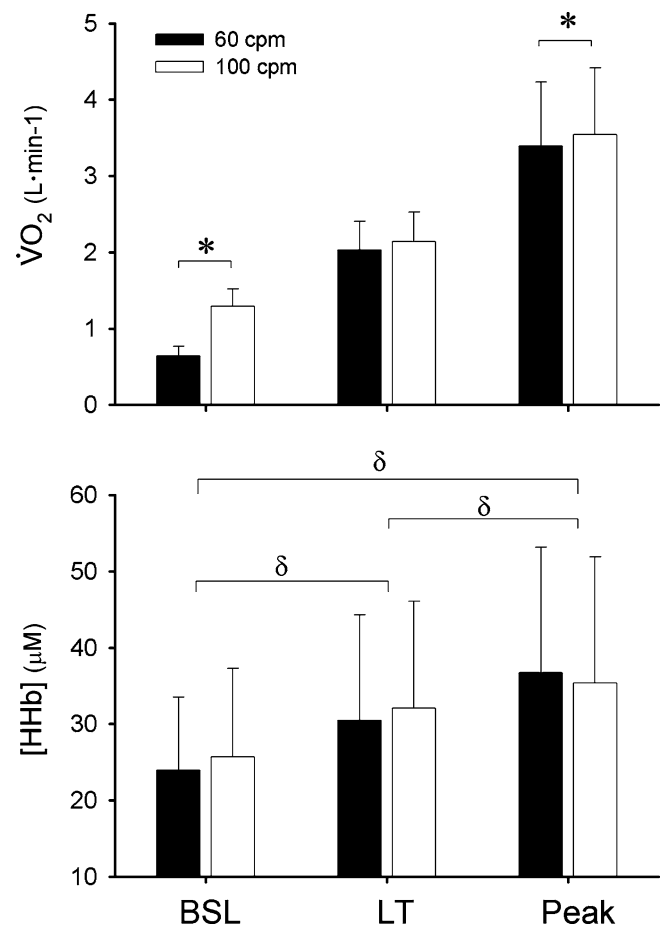 5
60 cpm
100 cpm
*
4
3
V̇O₂ (L·min-1)
2
*
1
0
δ
60
δ
50
δ
40
[HHb] (μM)
30
20
10
BSL LT Peak